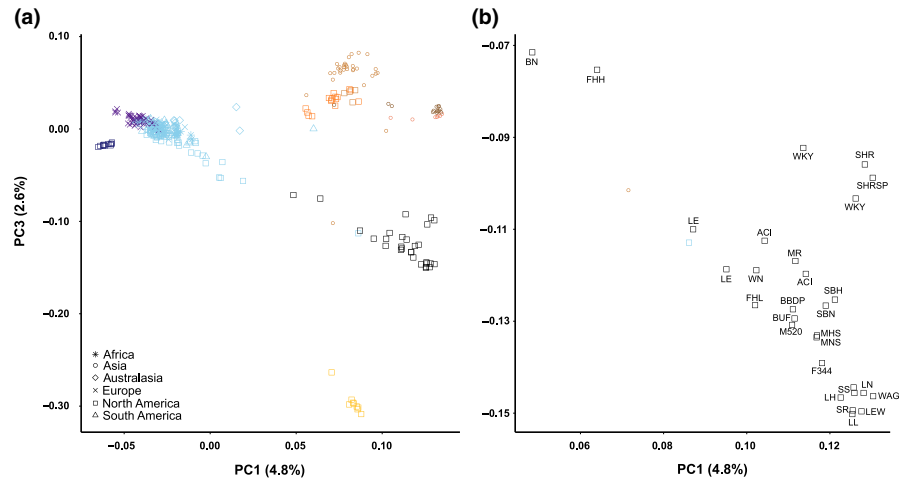 (a)
0.10
0.00
−0.10
−0.20
−0.30
PC3 (2.6%)
Africa
Asia
Australasia
Europe
North America
South America
−0.05
0.00
0.05
0.10
PC1 (4.8%)
(b)
−0.07
−0.09
−0.11
−0.13
−0.15
BN
FHH
WKY
SHR
SHRSP
WKY
LE
ACI
MR
LE
WN
ACI
FHL
BBDP
SBH
BUF
SBN
M520
MHS
MNS
F344
SS
LN
LH
WAG
SR
LEW
LL
0.06
0.08
0.10
0.12
PC1 (4.8%)